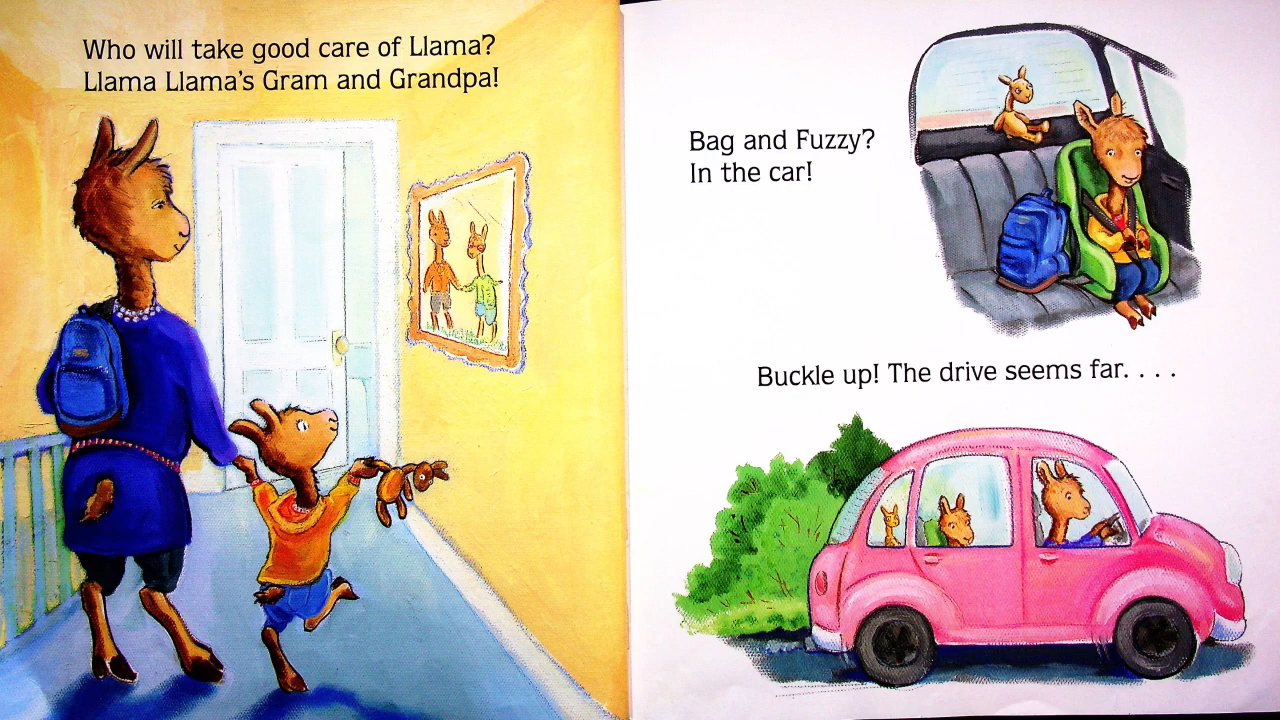 Who will take good care of Llama?
Llama Llama's Gram and Grandpa!
Bag and Fuzzy?
In the car!
Buckle up! The drive seems far. . . .